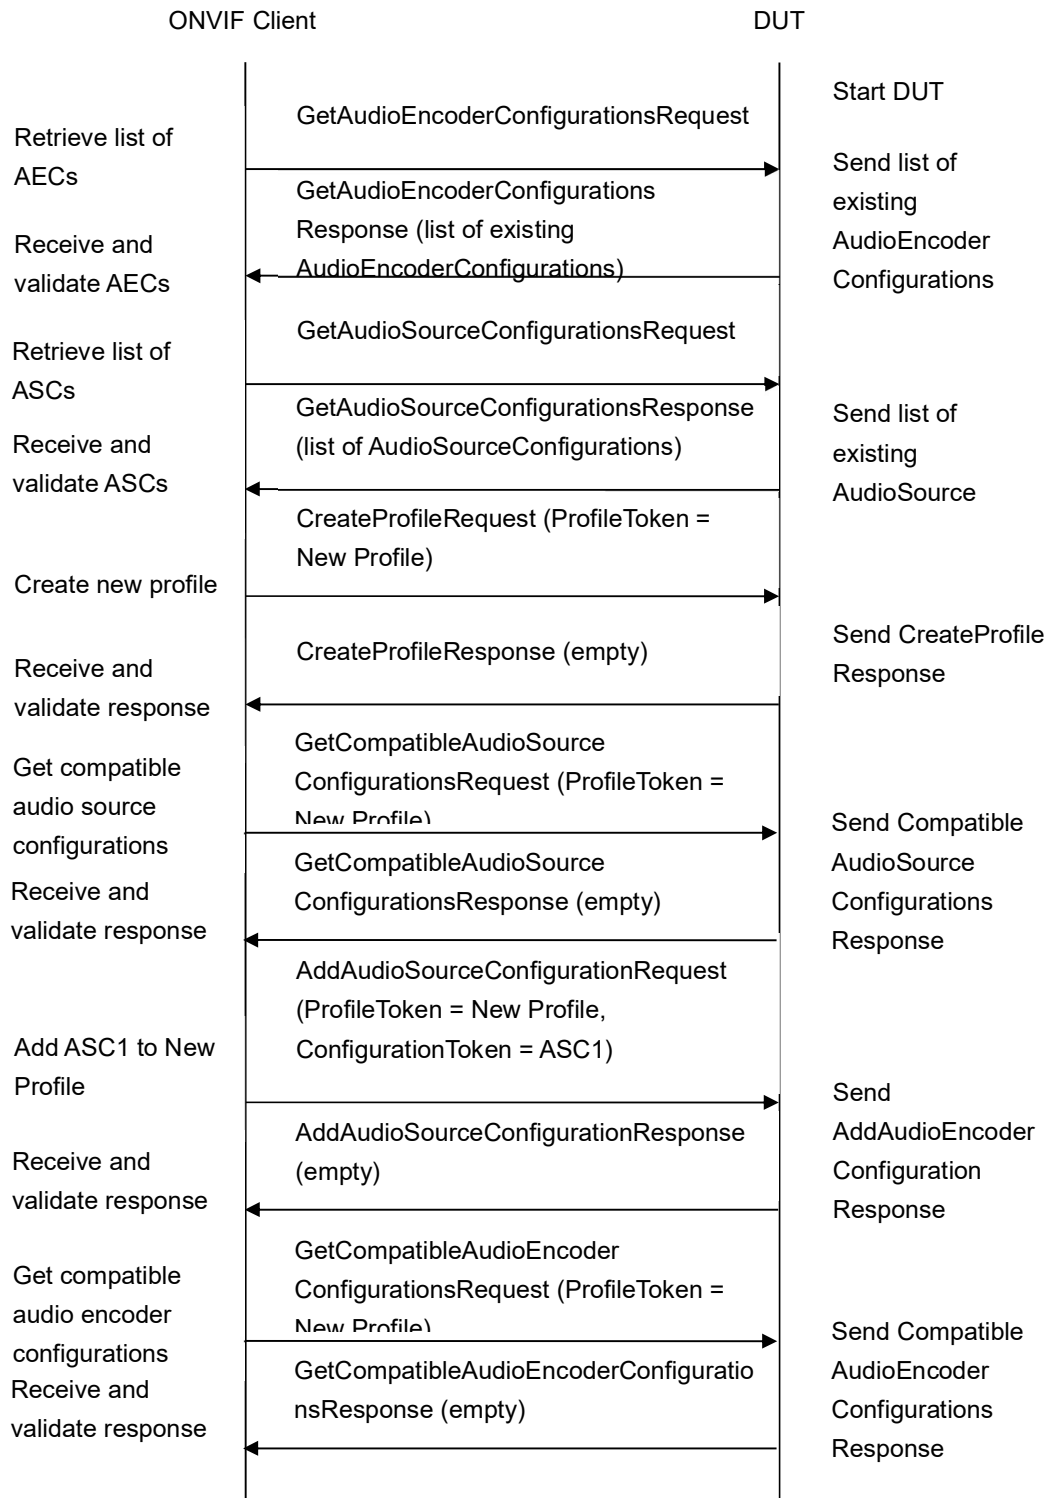 ONVIF Client
DUT
Start DUT
GetAudioEncoderConfigurationsRequest
Retrieve list of
AECs
Send list of
existing
AudioEncoder
Configurations
GetAudioEncoderConfigurations
Response (list of existing
AudioEncoderConfigurations)
Receive and
validate AECs
GetAudioSourceConfigurationsRequest
Retrieve list of
ASCs
GetAudioSourceConfigurationsResponse
(list of AudioSourceConfigurations)
Send list of
existing
AudioSource
Receive and
validate ASCs
CreateProfileRequest (ProfileToken =
New Profile)
Create new profile
CreateProfileResponse (empty)
Send CreateProfile
Response
Receive and
validate response
GetCompatibleAudioSource
ConfigurationsRequest (ProfileToken =
New Profile)
Get compatible
audio source
configurations
Send Compatible
AudioSource
Configurations
Response
GetCompatibleAudioSource
ConfigurationsResponse (empty)
Receive and
validate response
AddAudioSourceConfigurationRequest
(ProfileToken = New Profile,
ConfigurationToken = ASC1)
Add ASC1 to New
Profile
Send
AddAudioEncoder
Configuration
Response
AddAudioSourceConfigurationResponse
(empty)
Receive and
validate response
GetCompatibleAudioEncoder
ConfigurationsRequest (ProfileToken =
New Profile)
Get compatible
audio encoder
configurations
Send Compatible
AudioEncoder
Configurations
Response
GetCompatibleAudioEncoderConfiguratio
nsResponse (empty)
Receive and
validate response